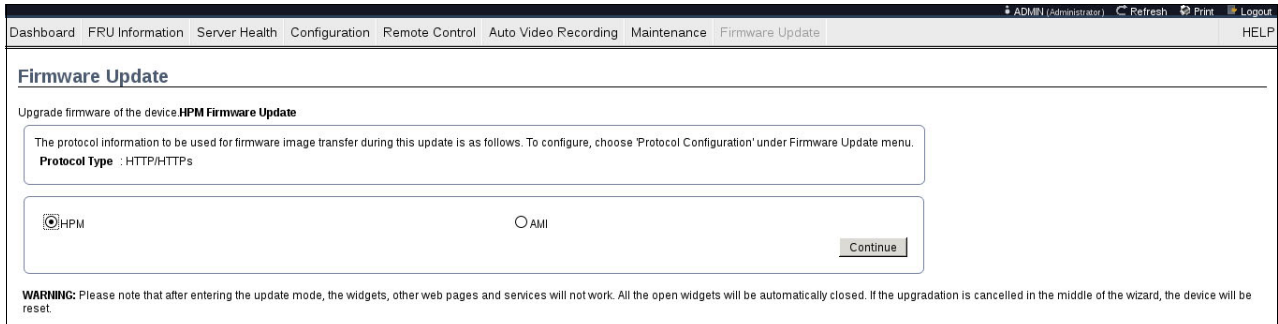 ADMIN (Administrator) Refresh Print Logout
Dashboard FRU Information Server Health Configuration Remote Control Auto Video Recording Maintenance Firmware Update HELP
Firmware Update
Upgrade firmware of the device.HPM Firmware Update
The protocol information to be used for firmware image transfer during this update is as follows. To configure, choose 'Protocol Configuration' under Firmware Update menu.
Protocol Type : HTTP/HTTPs
HPM AMI
Continue
WARNING: Please note that after entering the update mode, the widgets, other web pages and services will not work. All the open widgets will be automatically closed. If the upgradation is cancelled in the middle of the wizard, the device will be
reset.